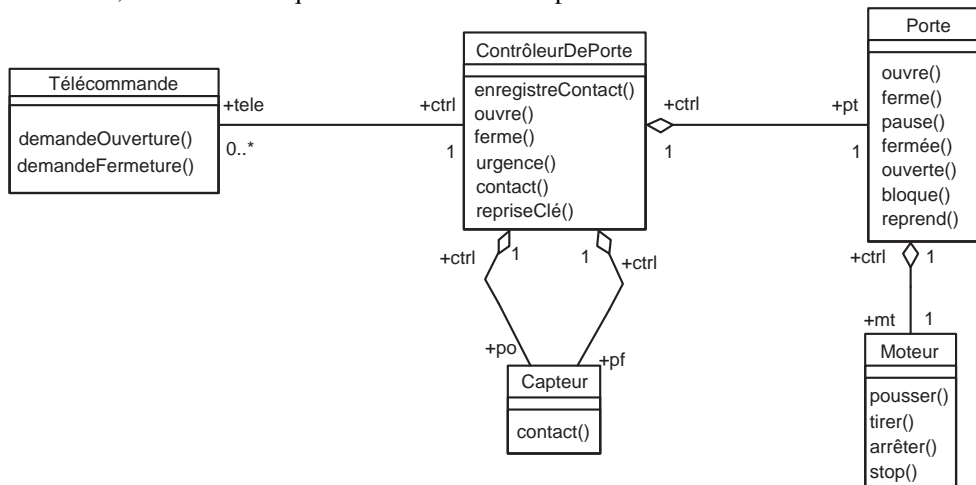 Porte
ContrôleurDePorte
Télécommande
ouvre()
ferme()
pause()
fermée()
ouverte()
bloque()
reprend()
enregistreContact()
ouvre()
ferme()
urgence()
contact()
repriseClé()
demandeOuverture()
demandeFermeture()
+tele
+ctrl
0..*
1
+ctrl
+pt
1
1
+ctrl
1
1
+ctrl
+po
+pf
Capteur
contact()
+ctrl
1
+mt
1
Moteur
pousser()
tirer()
arrêter()
stop()